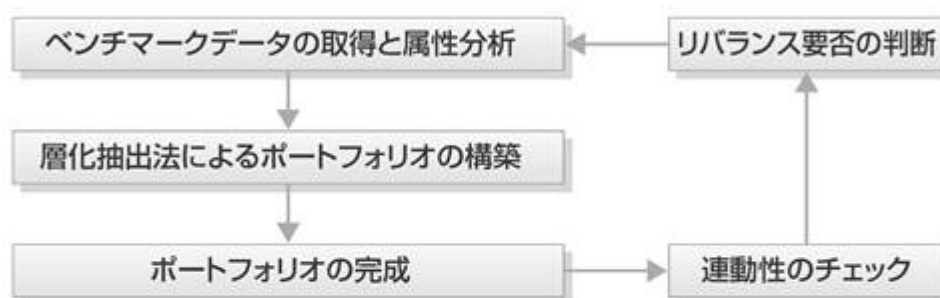 ベンチマークデータの取得と属性分析
リバランス要否の判断
層化抽出法によるポートフォリオの構築
ポートフォリオの完成
連動性のチェック